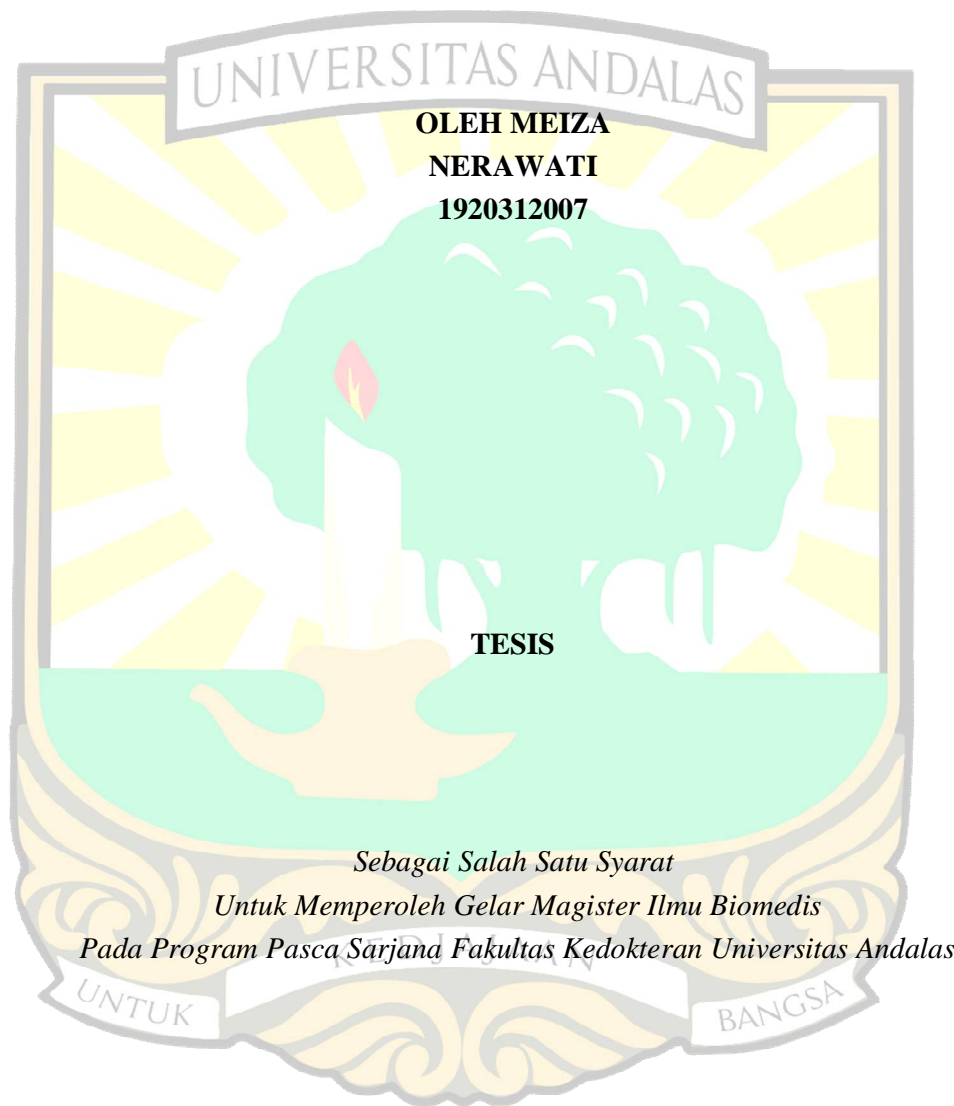 UNIVERSITAS ANDALAS
OLEH MEIZA
NERAWATI
1920312007
TESIS
Sebagai Salah Satu Syarat
Untuk Memperoleh Gelar Magister Ilmu Biomedis
Pada Program Pasca Sarjana Fakultas Kedokteran Universitas Andalas
UNTUK KEDJAJAAN BANGSA